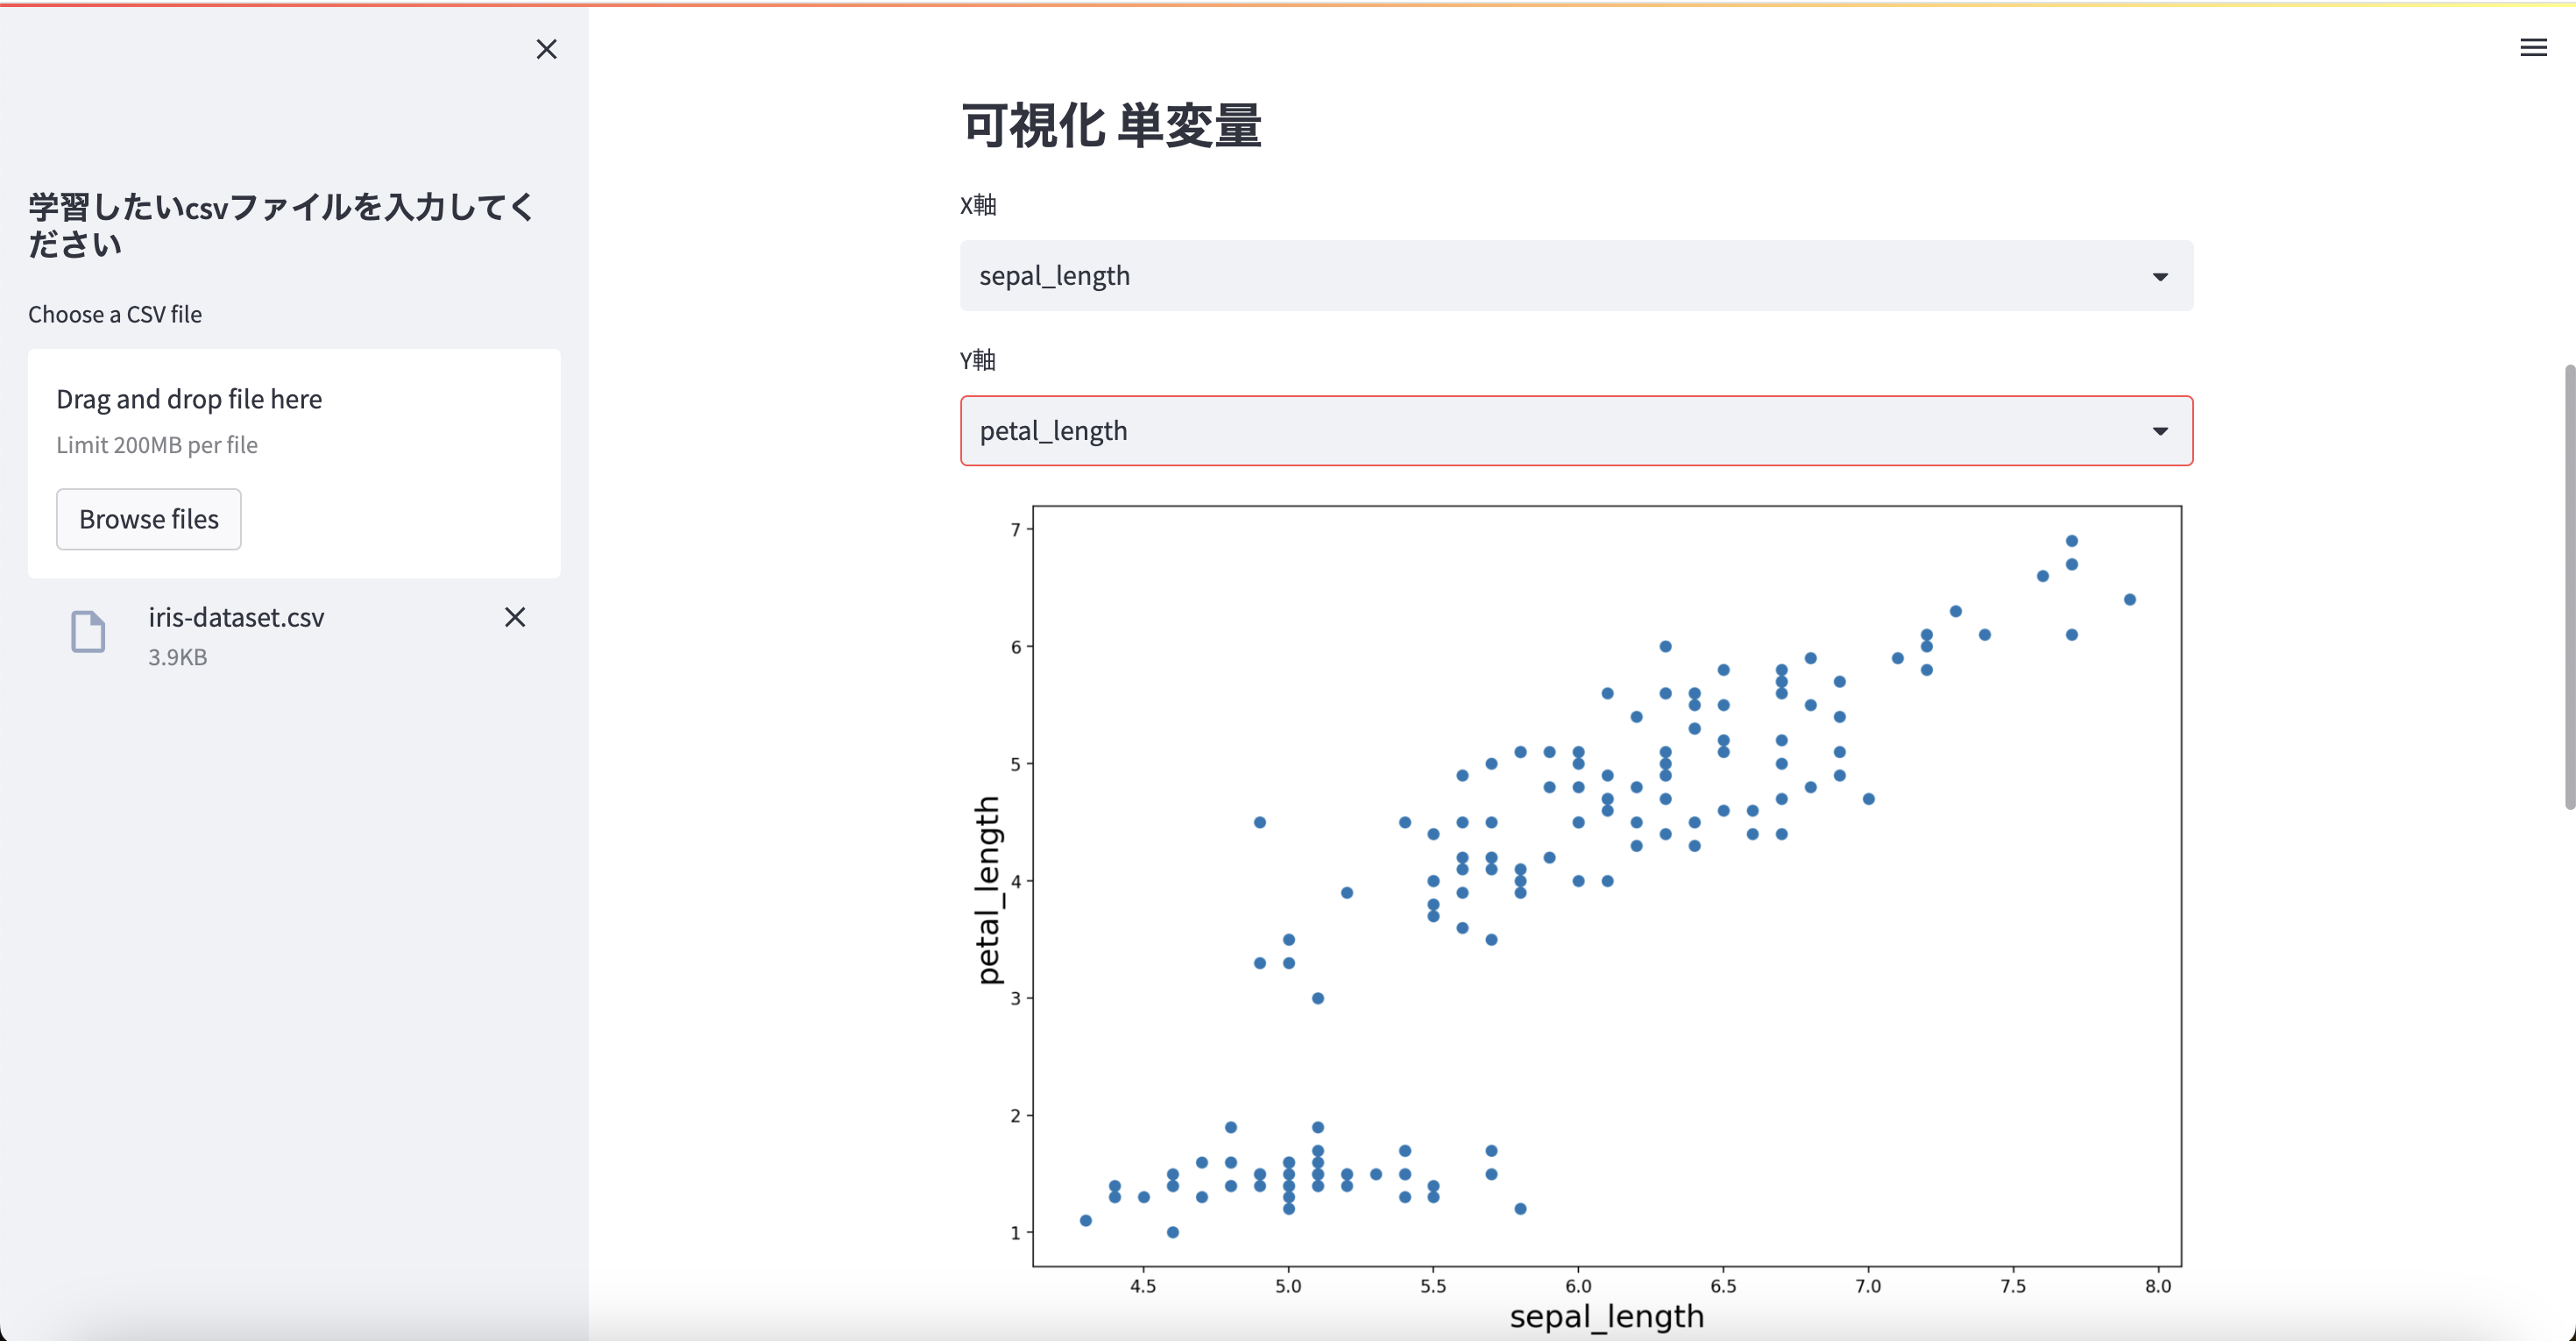 学習したいcsvファイルを入力してく
ださい
Choose a CSV file
Drag and drop file here
Limit 200MB per file
Browse files
iris-dataset.csv
3.9KB
可視化 単変量
X軸
sepal_length
Y軸
petal_length
7
6
5
4
3
2
1
petal_length
4.5 5.0 5.5 6.0 6.5 7.0 7.5 8.0
sepal_length